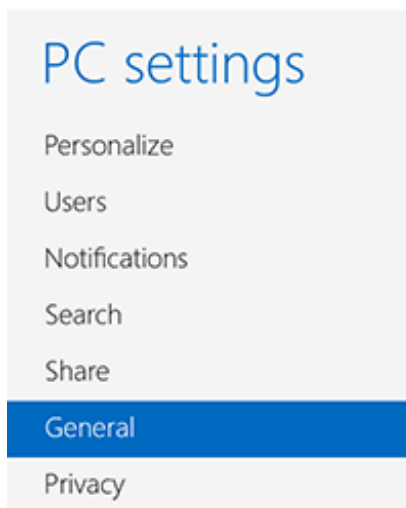 PC settings
Personalize
Users
Notifications
Search
Share
General
Privacy